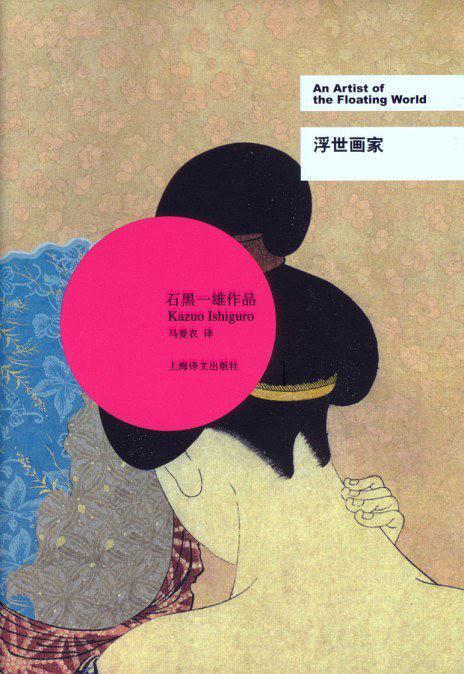 An Artist of
the Floating World
浮世画家
石黑一雄作品
Kazuo Ishiguro
马爱农 译
上海译文出版社